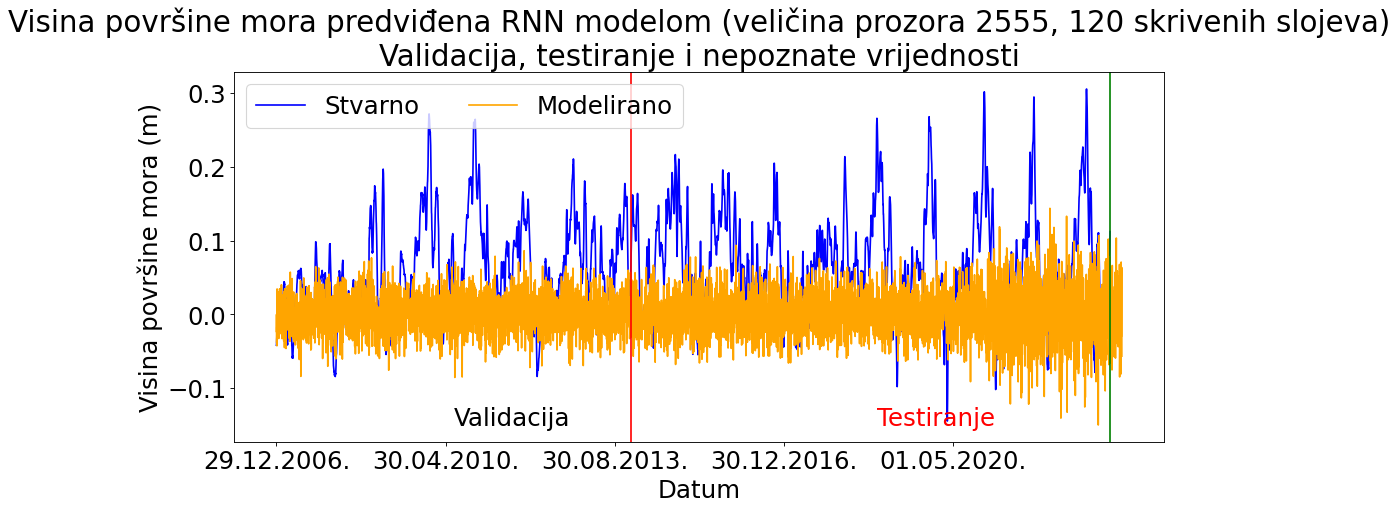 Visina površine mora predviđena RNN modelom (veličina prozora 2555, 120 skrivenih slojeva)
Validacija, testiranje i nepoznate vrijednosti
Stvarno
Modelirano
Visina površine mora (m)
0.3
0.2
0.1
0.0
−0.1
Validacija
Testiranje
29.12.2006.
30.04.2010.
30.08.2013.
30.12.2016.
01.05.2020.
Datum